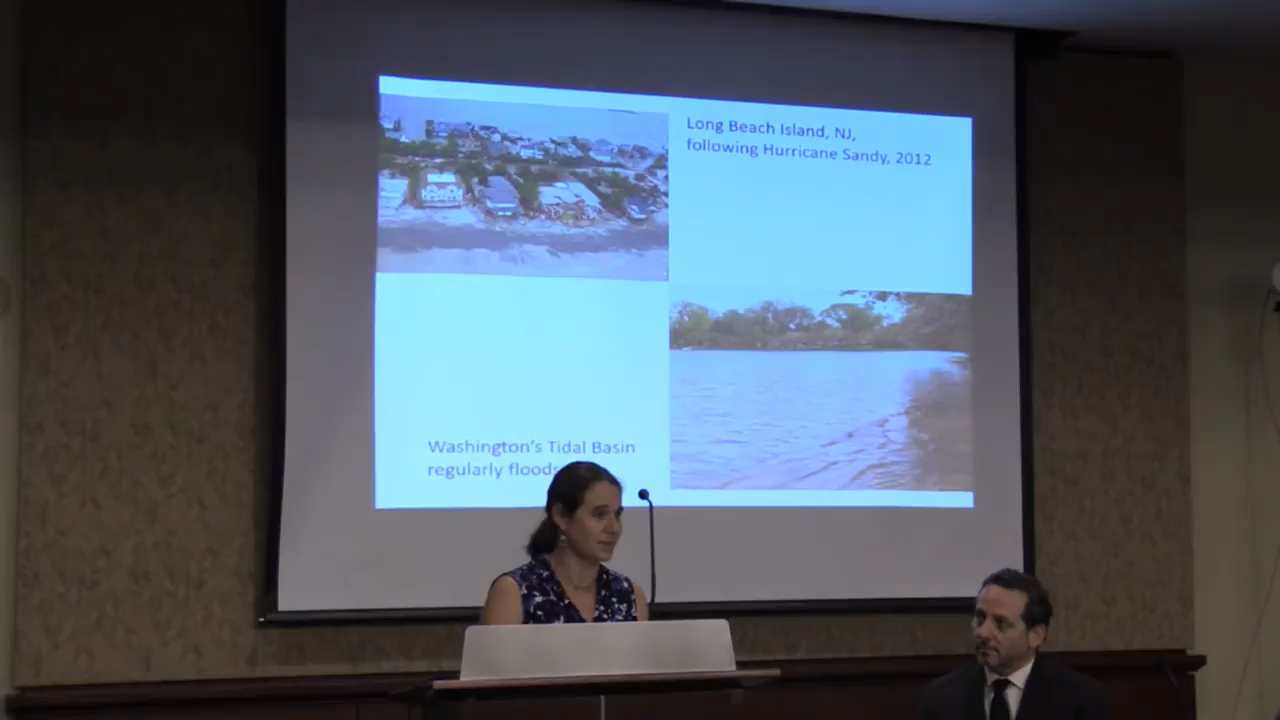 Long Beach Island, NJ,
following Hurricane Sandy, 2012
Washington's Tidal Basin
regularly floods